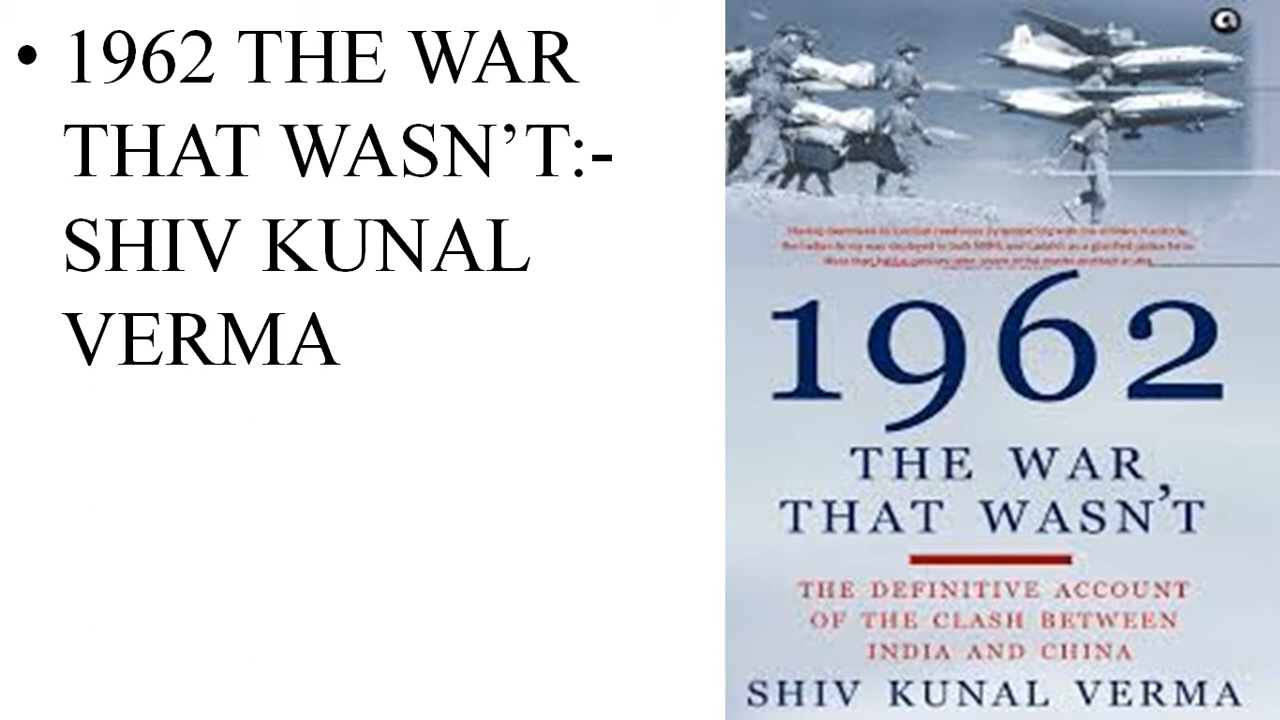 • 1962 THE WAR
THAT WASN’T:-
SHIV KUNAL
VERMA
1962
THE WAR
THAT WASN’T
THE DEFINITIVE ACCOUNT
OF THE CLASH BETWEEN
INDIA AND CHINA
SHIV KUNAL VERMA